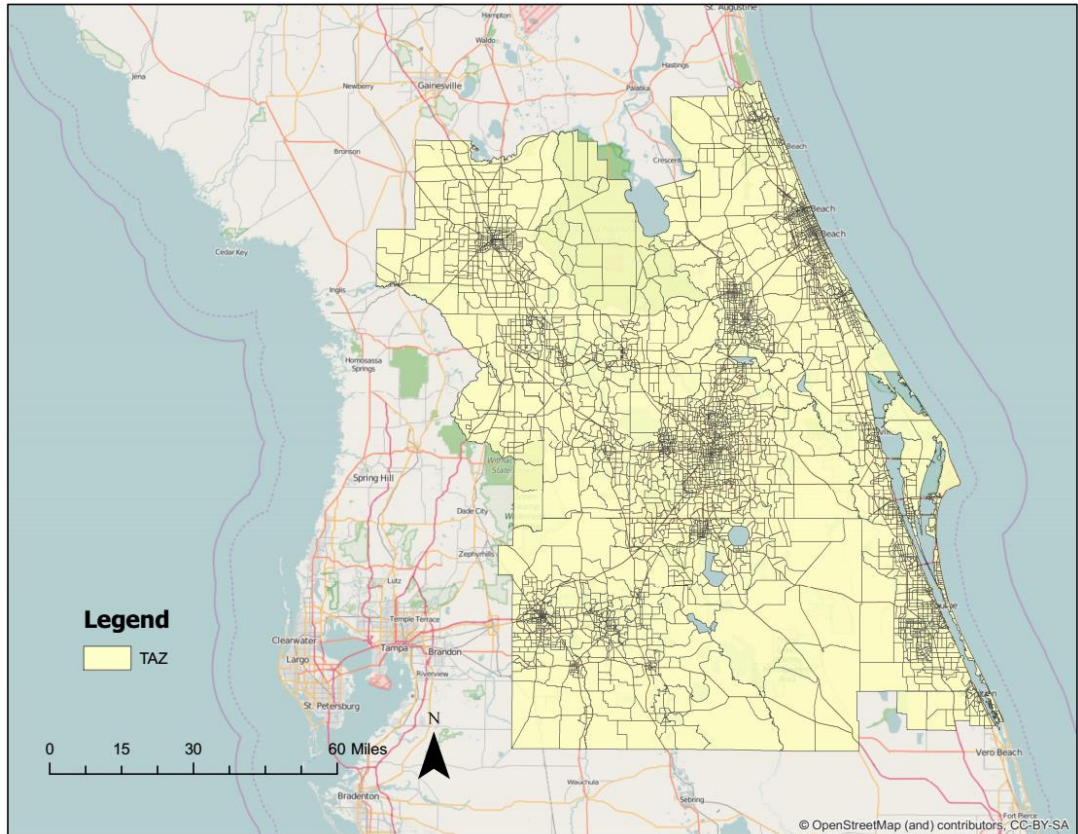 Hampton
St. Augustine
Waldo
Hastings
Jena
Newberry
Gainesville
Palatka
Bronson
Crescent
Beach
Cedar Key
Beach
Beach
Inglis
Homosassa
Springs
State
Spring Hill
Dade City
Zephyrhills
Lutz
Legend
Temple Terrace
Clearwater
TAZ
Tampa
Brandon
Largo
Riverview
St. Petersburg
N
0 15 30 60 Miles
Vero Beach
Wauchula
Bradenton
Sebring
Fort Pierce
© OpenStreetMap (and) contributors, CC-BY-SA